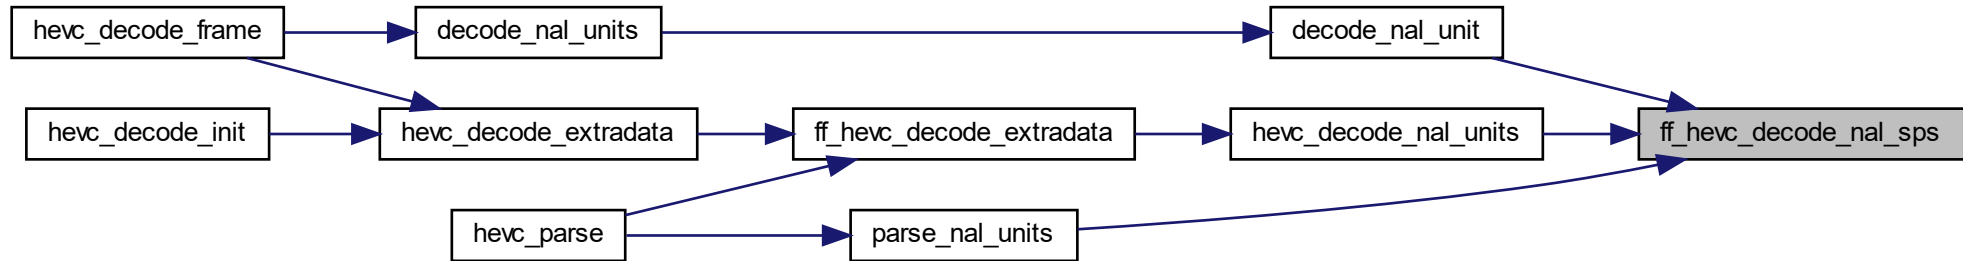 hevc_decode_frame
decode_nal_units
decode_nal_unit
hevc_decode_init
hevc_decode_extradata
ff_hevc_decode_extradata
hevc_decode_nal_units
ff_hevc_decode_nal_sps
hevc_parse
parse_nal_units